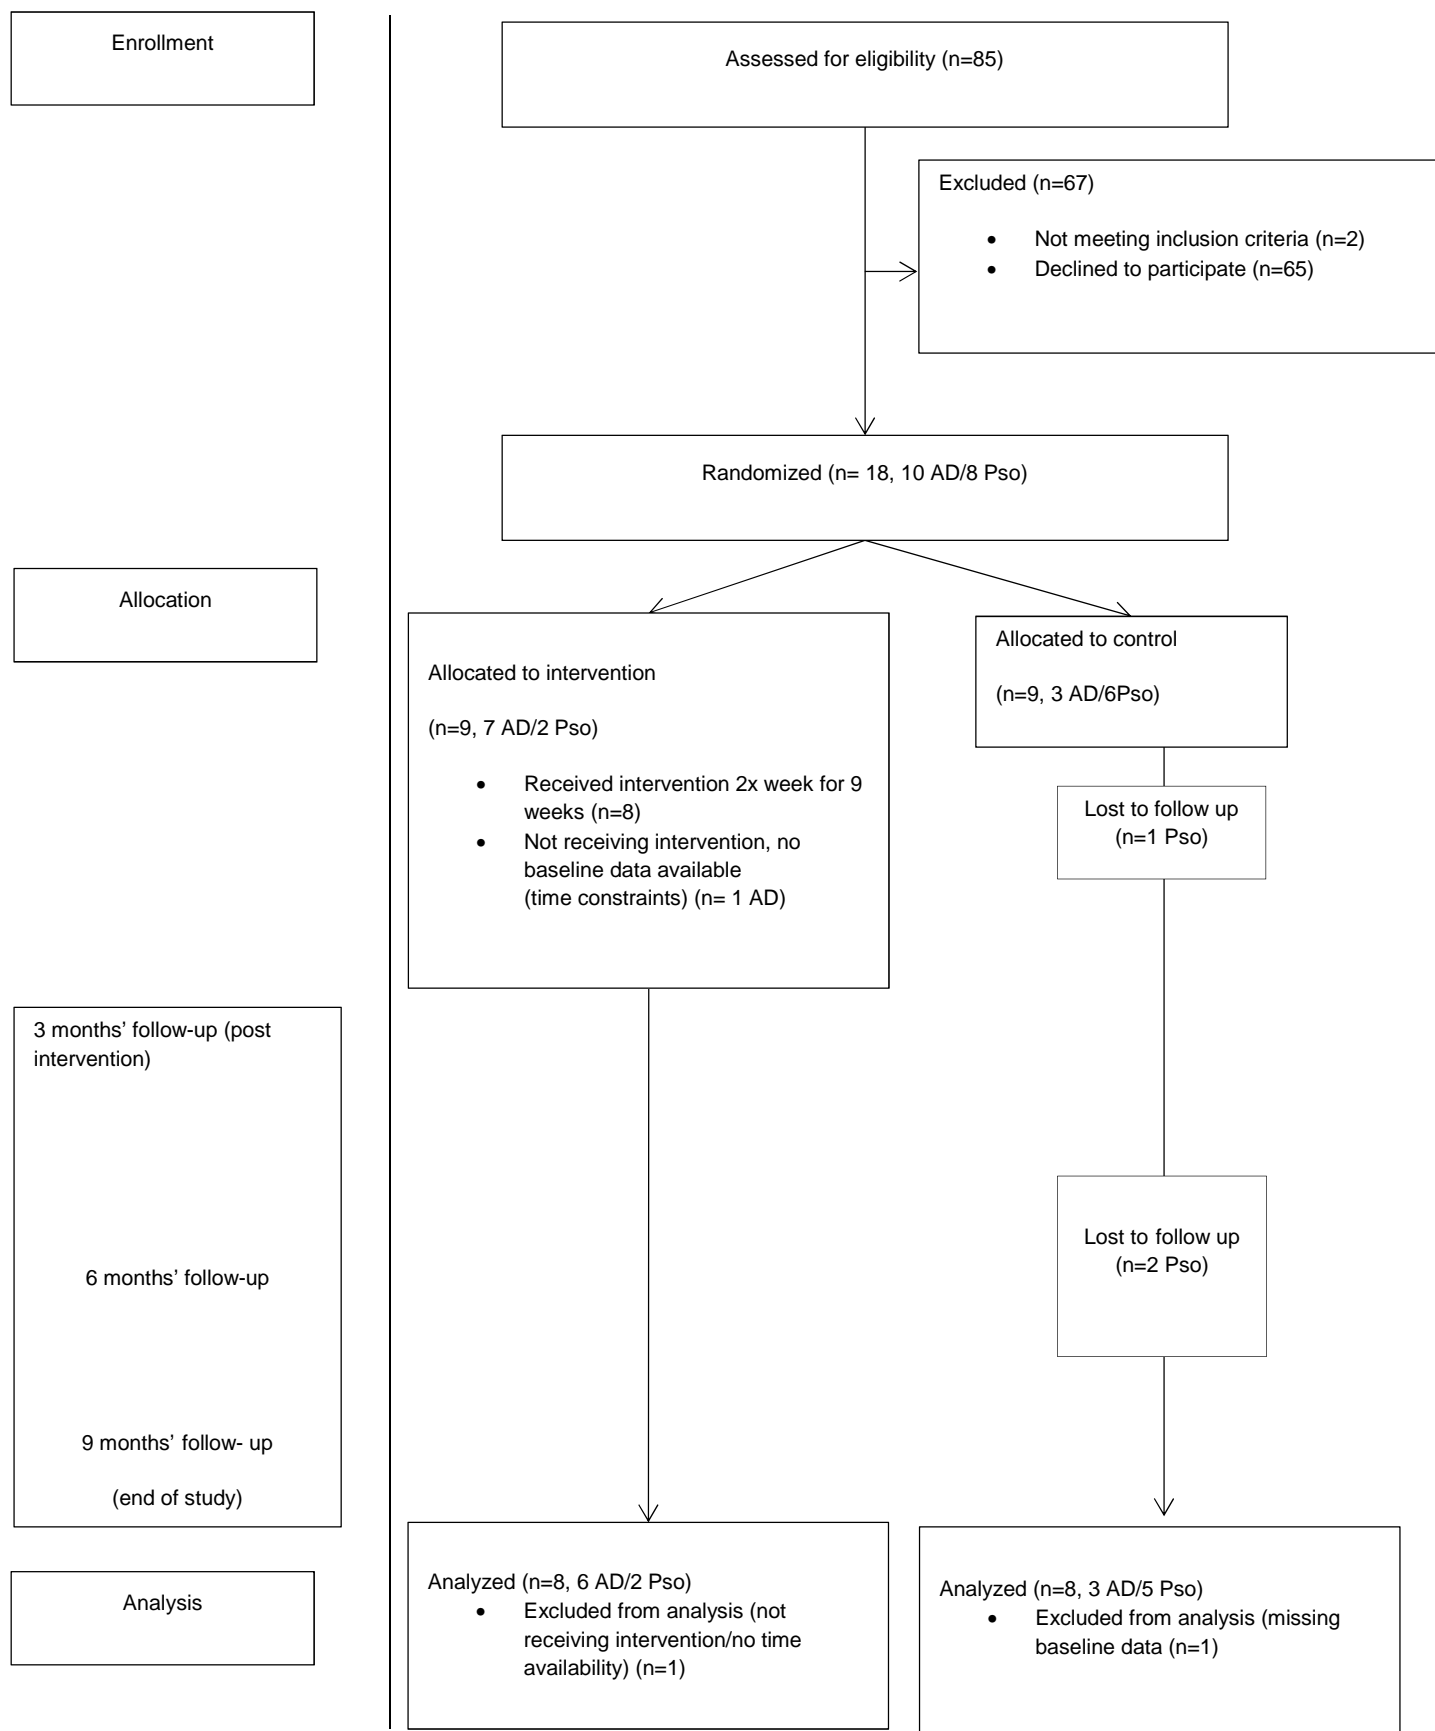 Enrollment
Assessed for eligibility (n=85)
Excluded (n=67)
• Not meeting inclusion criteria (n=2)
• Declined to participate (n=65)
Randomized (n= 18, 10 AD/8 Pso)
Allocation
Allocated to intervention
(n=9, 7 AD/2 Pso)
• Received intervention 2x week for 9
weeks (n=8)
• Not receiving intervention, no
baseline data available
(time constraints) (n= 1 AD)
Allocated to control
(n=9, 3 AD/6Pso)
Lost to follow up
(n=1 Pso)
3 months’ follow-up (post
intervention)
6 months’ follow-up
9 months’ follow- up
(end of study)
Lost to follow up
(n=2 Pso)
Analysis
Analyzed (n=8, 6 AD/2 Pso)
• Excluded from analysis (not
receiving intervention/no time
availability) (n=1)
Analyzed (n=8, 3 AD/5 Pso)
• Excluded from analysis (missing
baseline data (n=1)